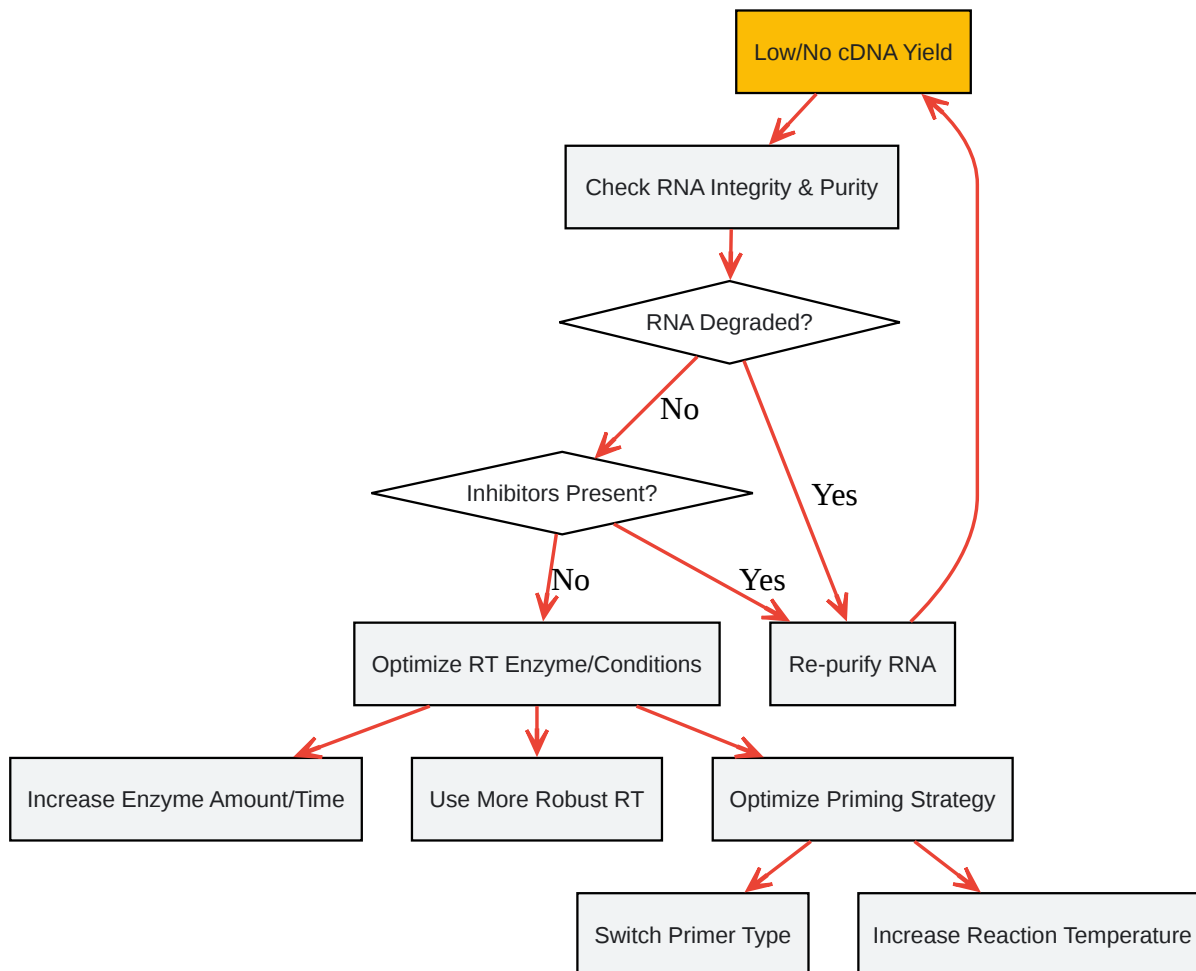 Low/No cDNA Yield
Check RNA Integrity & Purity
RNA Degraded?
No
Inhibitors Present?
Yes
No
Yes
Optimize RT Enzyme/Conditions
Re-purify RNA
Increase Enzyme Amount/Time
Use More Robust RT
Optimize Priming Strategy
Switch Primer Type
Increase Reaction Temperature